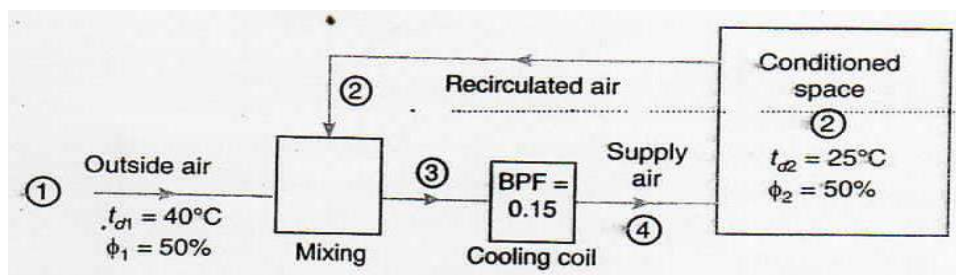 Conditioned
space
②
t_d2 = 25°C
ϕ₂ = 50%
Recirculated air
②
Outside air
①
t_d1 = 40°C
ϕ₁ = 50%
Mixing
③
BPF =
0.15
Cooling coil
Supply
air
④